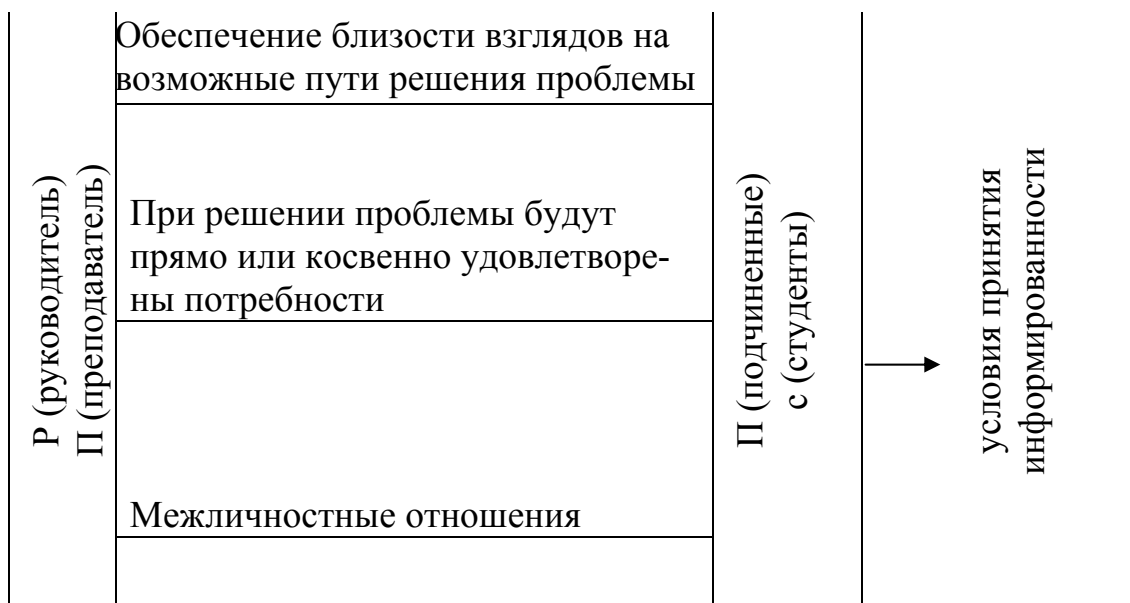 Обеспечение близости взглядов на
возможные пути решения проблемы
Р (руководитель)
П (преподаватель)
При решении проблемы будут
прямо или косвенно удовлетворе-
ны потребности
П (подчиненные)
с (студенты)
условия принятия
информированности
Межличностные отношения